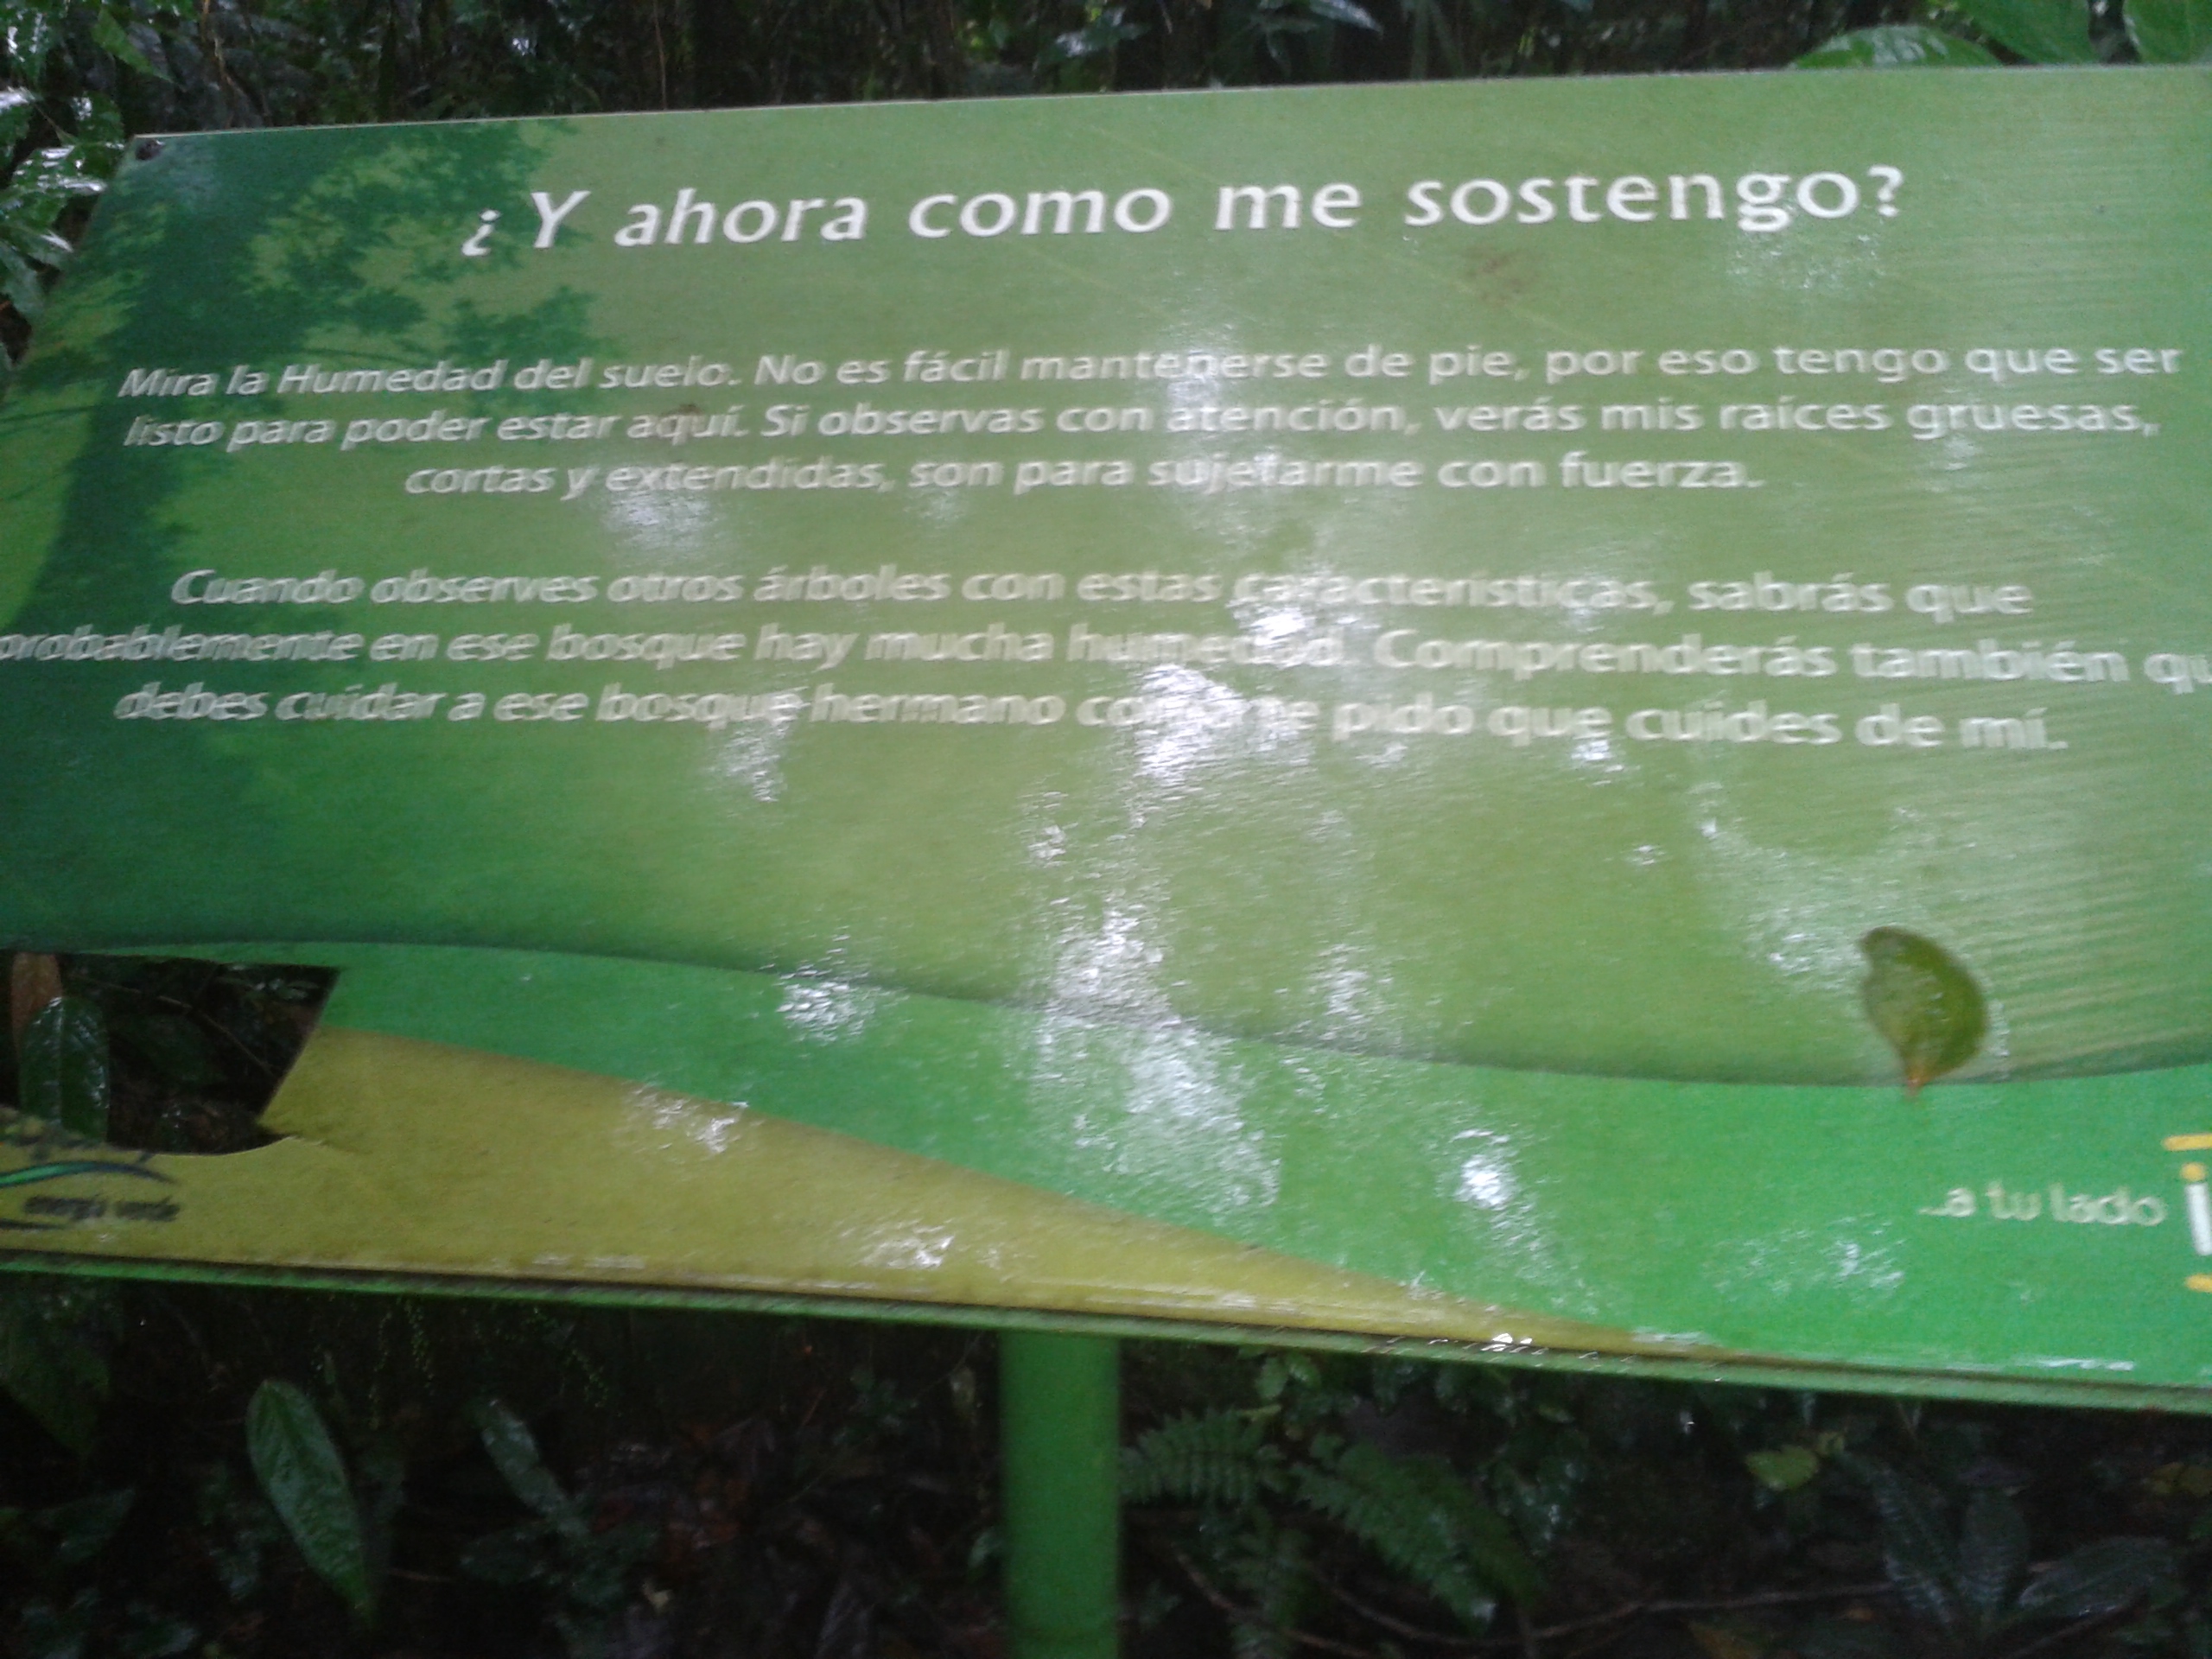 ¿Y ahora como me sostengo?
Mira la Humedad del suelo. No es fácil mantenerse de pie, por eso tengo que ser
listo para poder estar aquí. Si observas con atención, verás mis raíces gruesas,
cortas y extendidas, son para sujetarme con fuerza.
Cuando observes otros árboles con estas características, sabrás que
probablemente en ese bosque hay mucha humedad. Comprenderás también qu
debes cuidar a ese bosque hermano como te pido que cuides de mí.
energía verde
...a tu lado